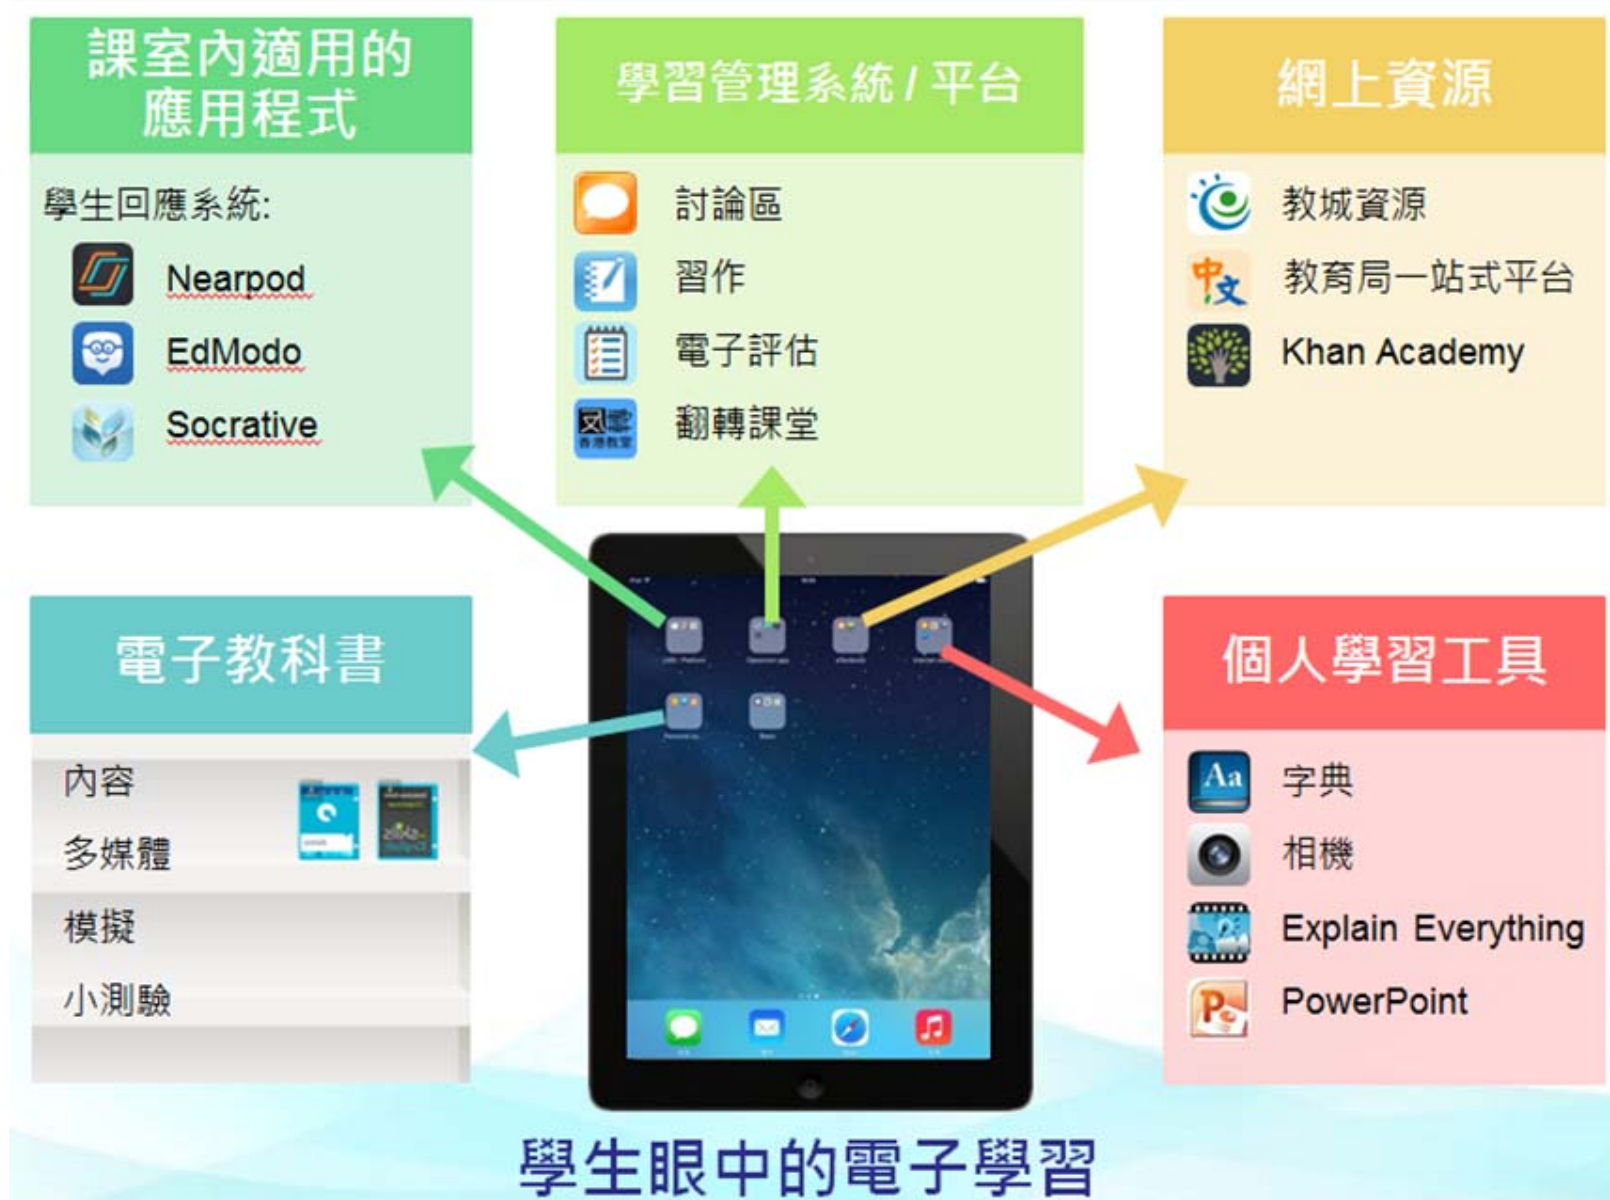 課室內適用的
應用程式
學生回應系統:
Nearpod
EdModo
Socrative
學習管理系統 / 平台
討論區
習作
電子評估
翻轉課堂
網上資源
教城資源
教育局一站式平台
Khan Academy
電子教科書
內容
多媒體
模擬
小測驗
個人學習工具
Aa
字典
相機
Explain Everything
PowerPoint
學生眼中的電子學習